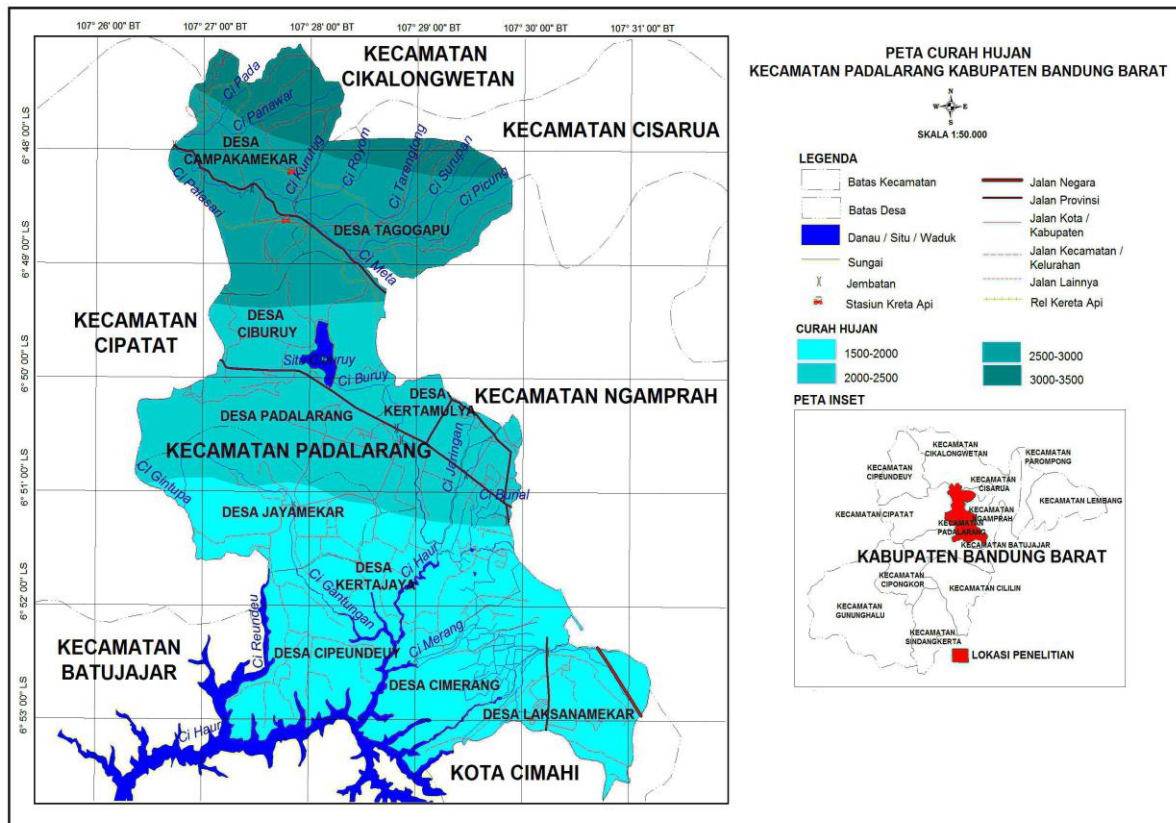 107° 26' 00" BT
107° 27' 00" BT
107° 28' 00" BT
107° 29' 00" BT
107° 30' 00" BT
107° 31' 00" BT
6° 48' 00" LS
6° 49' 00" LS
6° 50' 00" LS
6° 51' 00" LS
6° 52' 00" LS
6° 53' 00" LS
KECAMATAN
CIKALONGWETAN
KECAMATAN CISARUA
Ci Pada
Ci Panawar
DESA
CAMPAKAMEKAR
Ci Kurutug
Ci Royom
Ci Tarengtong
Ci Surupan
Ci Picung
Ci Palasari
DESA TAGOGAPU
Ci Meta
KECAMATAN
CIPATAT
DESA
CIBURUY
Situ Ciburuy
Ci Buruy
DESA
KERTAMULYA
KECAMATAN NGAMPRAH
DESA PADALARANG
KECAMATAN PADALARANG
Ci Jaringan
Ci Gintupa
Ci Bunal
DESA JAYAMEKAR
Ci Haur
DESA
KERTAJAYA
Ci Gantungan
Ci Reundeu
Ci Merang
KECAMATAN
BATUJAJAR
DESA CIPEUNDEUY
DESA CIMERANG
DESA LAKSANAMEKAR
Ci Haur
KOTA CIMAHI
PETA CURAH HUJAN
KECAMATAN PADALARANG KABUPATEN BANDUNG BARAT
N
W E
S
SKALA 1:50.000
LEGENDA
Batas Kecamatan
Batas Desa
Danau / Situ / Waduk
Sungai
Jembatan
Stasiun Kreta Api
Jalan Negara
Jalan Provinsi
Jalan Kota /
Kabupaten
Jalan Kecamatan /
Kelurahan
Jalan Lainnya
Rel Kereta Api
CURAH HUJAN
1500-2000
2000-2500
2500-3000
3000-3500
PETA INSET
KECAMATAN
CIKALONGWETAN
KECAMATAN
PAROMPONG
KECAMATAN
CIPEUNDEUY
KECAMATAN
CISARUA
KECAMATAN LEMBANG
KECAMATAN CIPATAT
KECAMATAN
NGAMPRAH
KECAMATAN
PADALARANG
KECAMATAN BATUJAJAR
KABUPATEN BANDUNG BARAT
KECAMATAN
CIPONGKOR
KECAMATAN CILILIN
KECAMATAN
GUNUNGHALU
KECAMATAN
SINDANGKERTA
LOKASI PENELITIAN